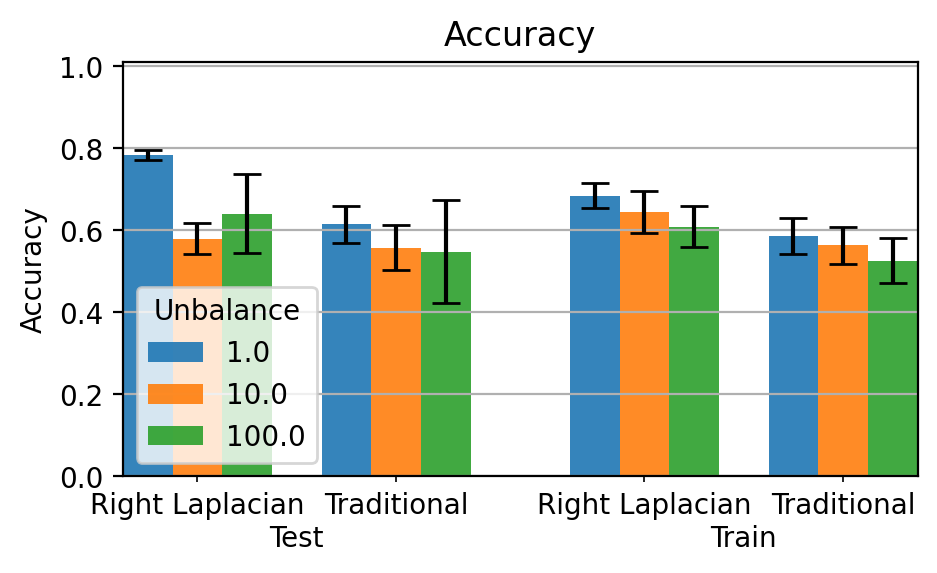 Accuracy
Accuracy
1.0
0.8
0.6
0.4
0.2
0.0
Unbalance
1.0
10.0
100.0
Right Laplacian Traditional Right Laplacian Traditional
Test Train